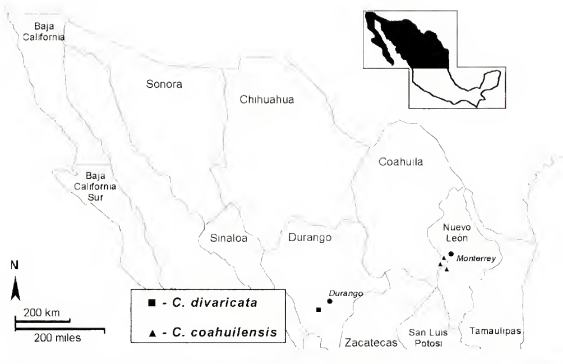 Baja
California
Sonora
Chihuahua
Coahuila
Baja
California
Sur
Nuevo
León
Sinaloa
Durango
Monterrey
N
Durango
200 km
200 miles
- C. divaricata
- C. coahuilensis
Zacatecas
San Luis
Potosi
Tamaulipas